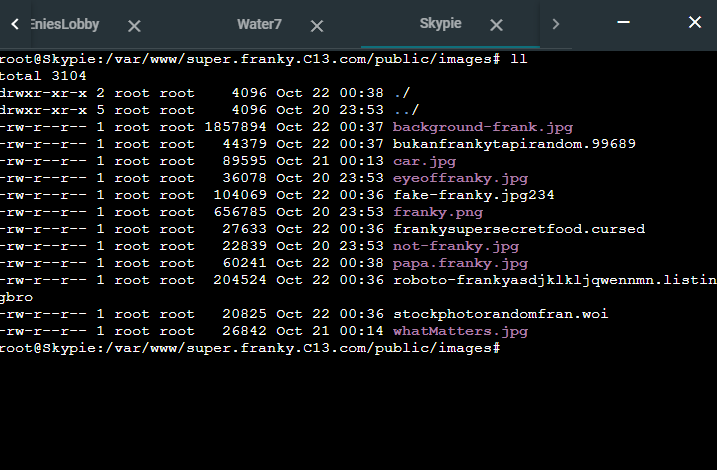 EniesLobby
Water7
Skypie
root@Skypie:/var/www/super.franky.C13.com/public/images# ll
total 3104
drwxr-xr-x 2 root root    4096 Oct 22 00:38 ./
drwxr-xr-x 5 root root    4096 Oct 20 23:53 ../
-rw-r--r-- 1 root root 1857894 Oct 22 00:37 background-frank.jpg
-rw-r--r-- 1 root root   44379 Oct 22 00:37 bukanfrankytapirandom.99689
-rw-r--r-- 1 root root   89595 Oct 21 00:13 car.jpg
-rw-r--r-- 1 root root   36078 Oct 20 23:53 eyeoffranky.jpg
-rw-r--r-- 1 root root  104069 Oct 22 00:36 fake-franky.jpg234
-rw-r--r-- 1 root root  656785 Oct 20 23:53 franky.png
-rw-r--r-- 1 root root   27633 Oct 22 00:36 frankysupersecretfood.cursed
-rw-r--r-- 1 root root   22839 Oct 20 23:53 not-franky.jpg
-rw-r--r-- 1 root root   60241 Oct 22 00:38 papa.franky.jpg
-rw-r--r-- 1 root root  204524 Oct 22 00:36 roboto-frankyasdjklkljqwennmn.listin
gbro
-rw-r--r-- 1 root root   20825 Oct 22 00:36 stockphotorandomfran.woi
-rw-r--r-- 1 root root   26842 Oct 21 00:14 whatMatters.jpg
root@Skypie:/var/www/super.franky.C13.com/public/images#